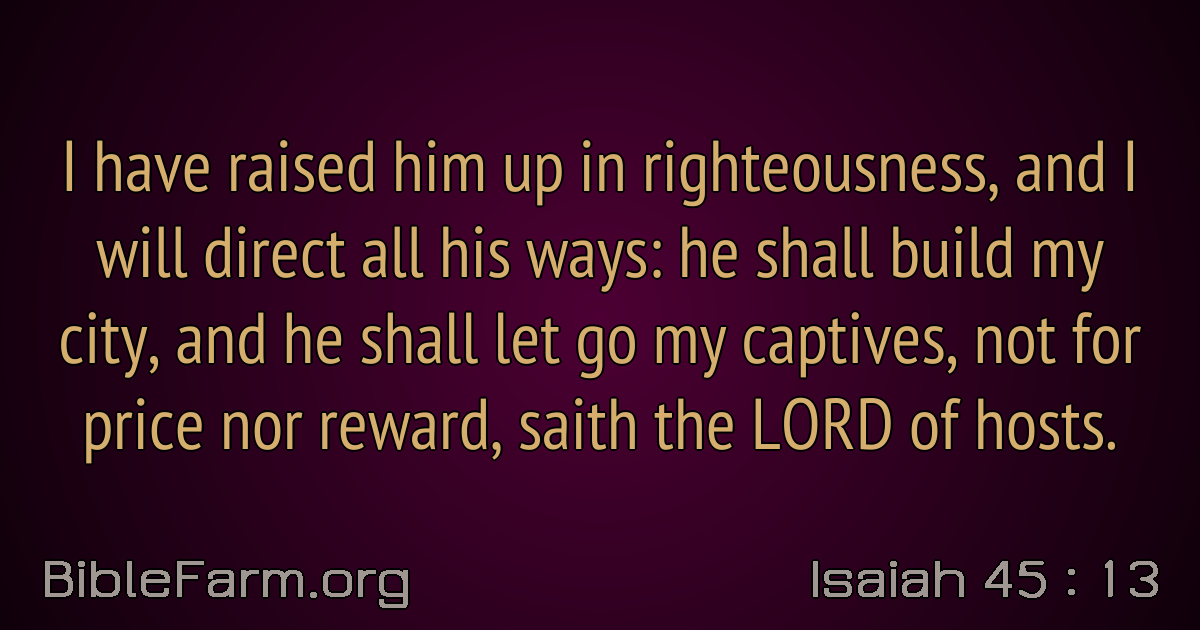 I have raised him up in righteousness, and I
will direct all his ways: he shall build my
city, and he shall let go my captives, not for
price nor reward, saith the LORD of hosts.
BibleFarm.org
Isaiah 45 : 13